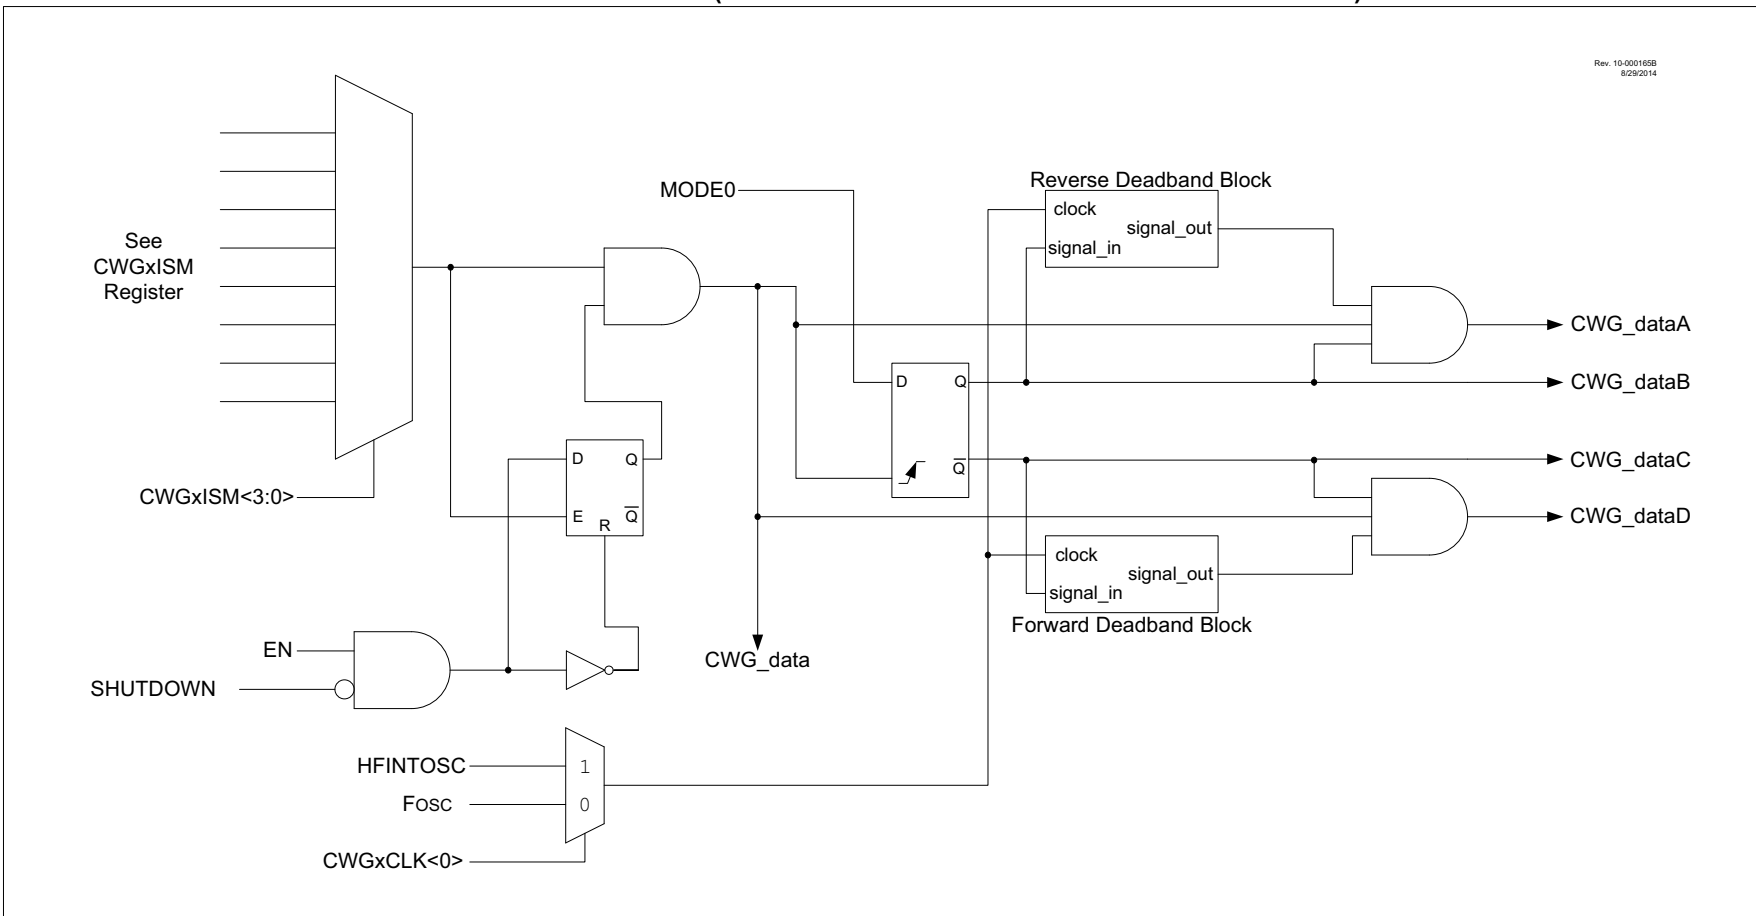 Rev. 10-000165B
8/29/2014
See
CWGxISM
Register
CWGxISM<3:0>
MODE0
Reverse Deadband Block
clock
signal_out
signal_in
D
Q
Q
CWG_dataA
CWG_dataB
CWG_dataC
CWG_dataD
D
Q
E
R
Q
clock
signal_out
signal_in
Forward Deadband Block
EN
SHUTDOWN
CWG_data
HFINTOSC
1
FOSC
0
CWGxCLK<0>